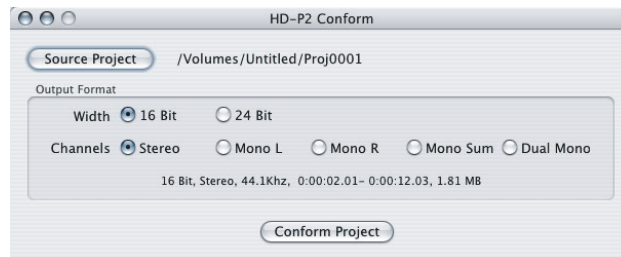 HD-P2 Conform
Source Project /Volumes/Untitled/Proj0001
Output Format
Width 16 Bit 24 Bit
Channels Stereo Mono L Mono R Mono Sum Dual Mono
16 Bit, Stereo, 44.1Khz, 0:00:02.01– 0:00:12.03, 1.81 MB
Conform Project